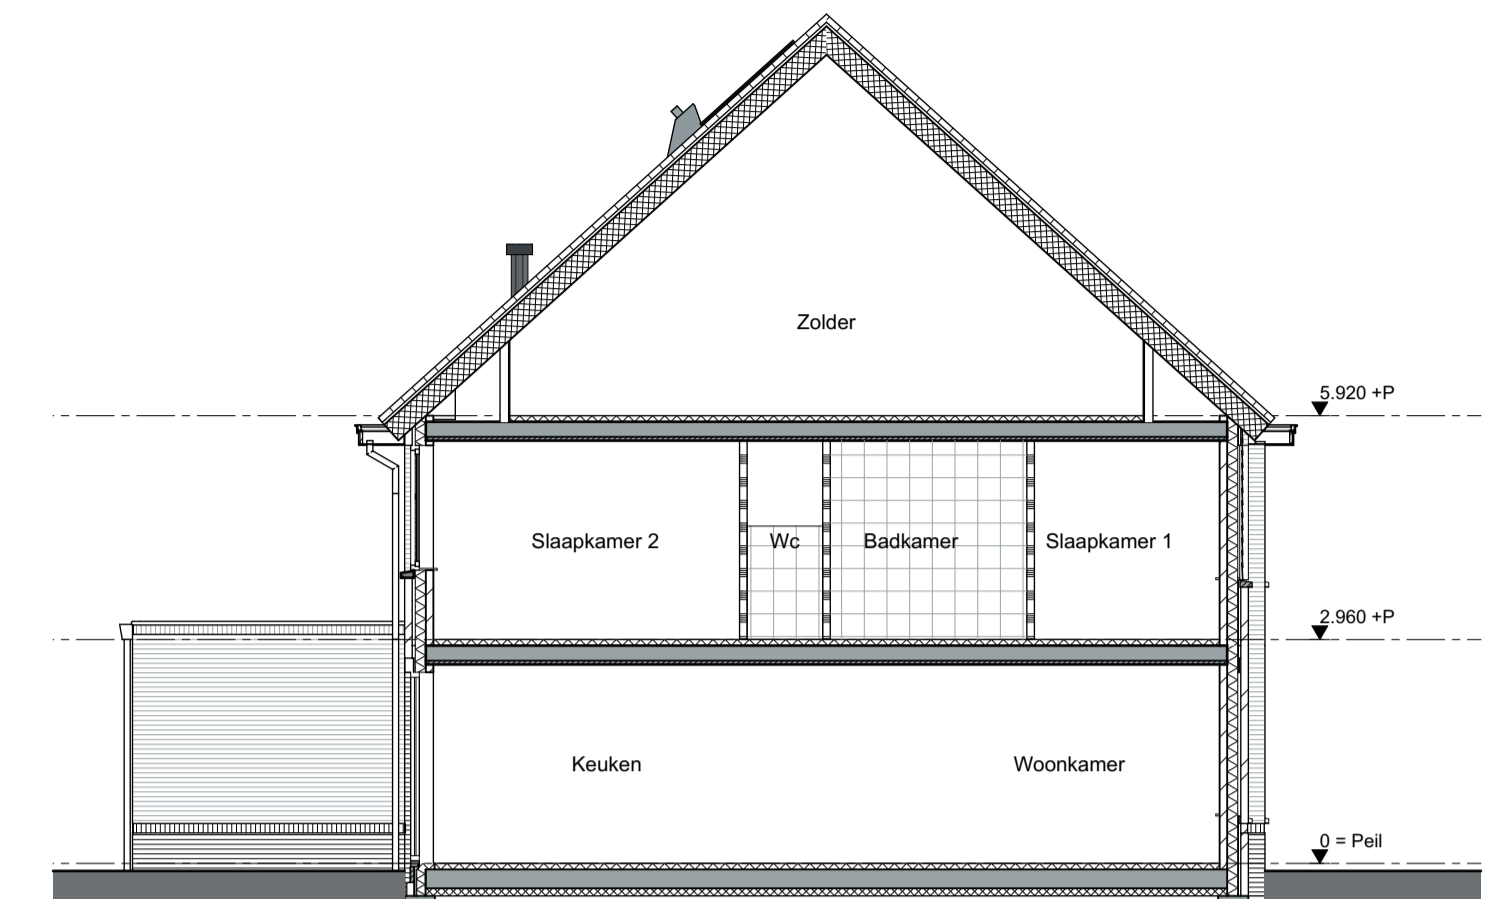 Zolder
5.920 +P
Slaapkamer 2
Wc
Badkamer
Slaapkamer 1
2.960 +P
Keuken
Woonkamer
0 = Peil